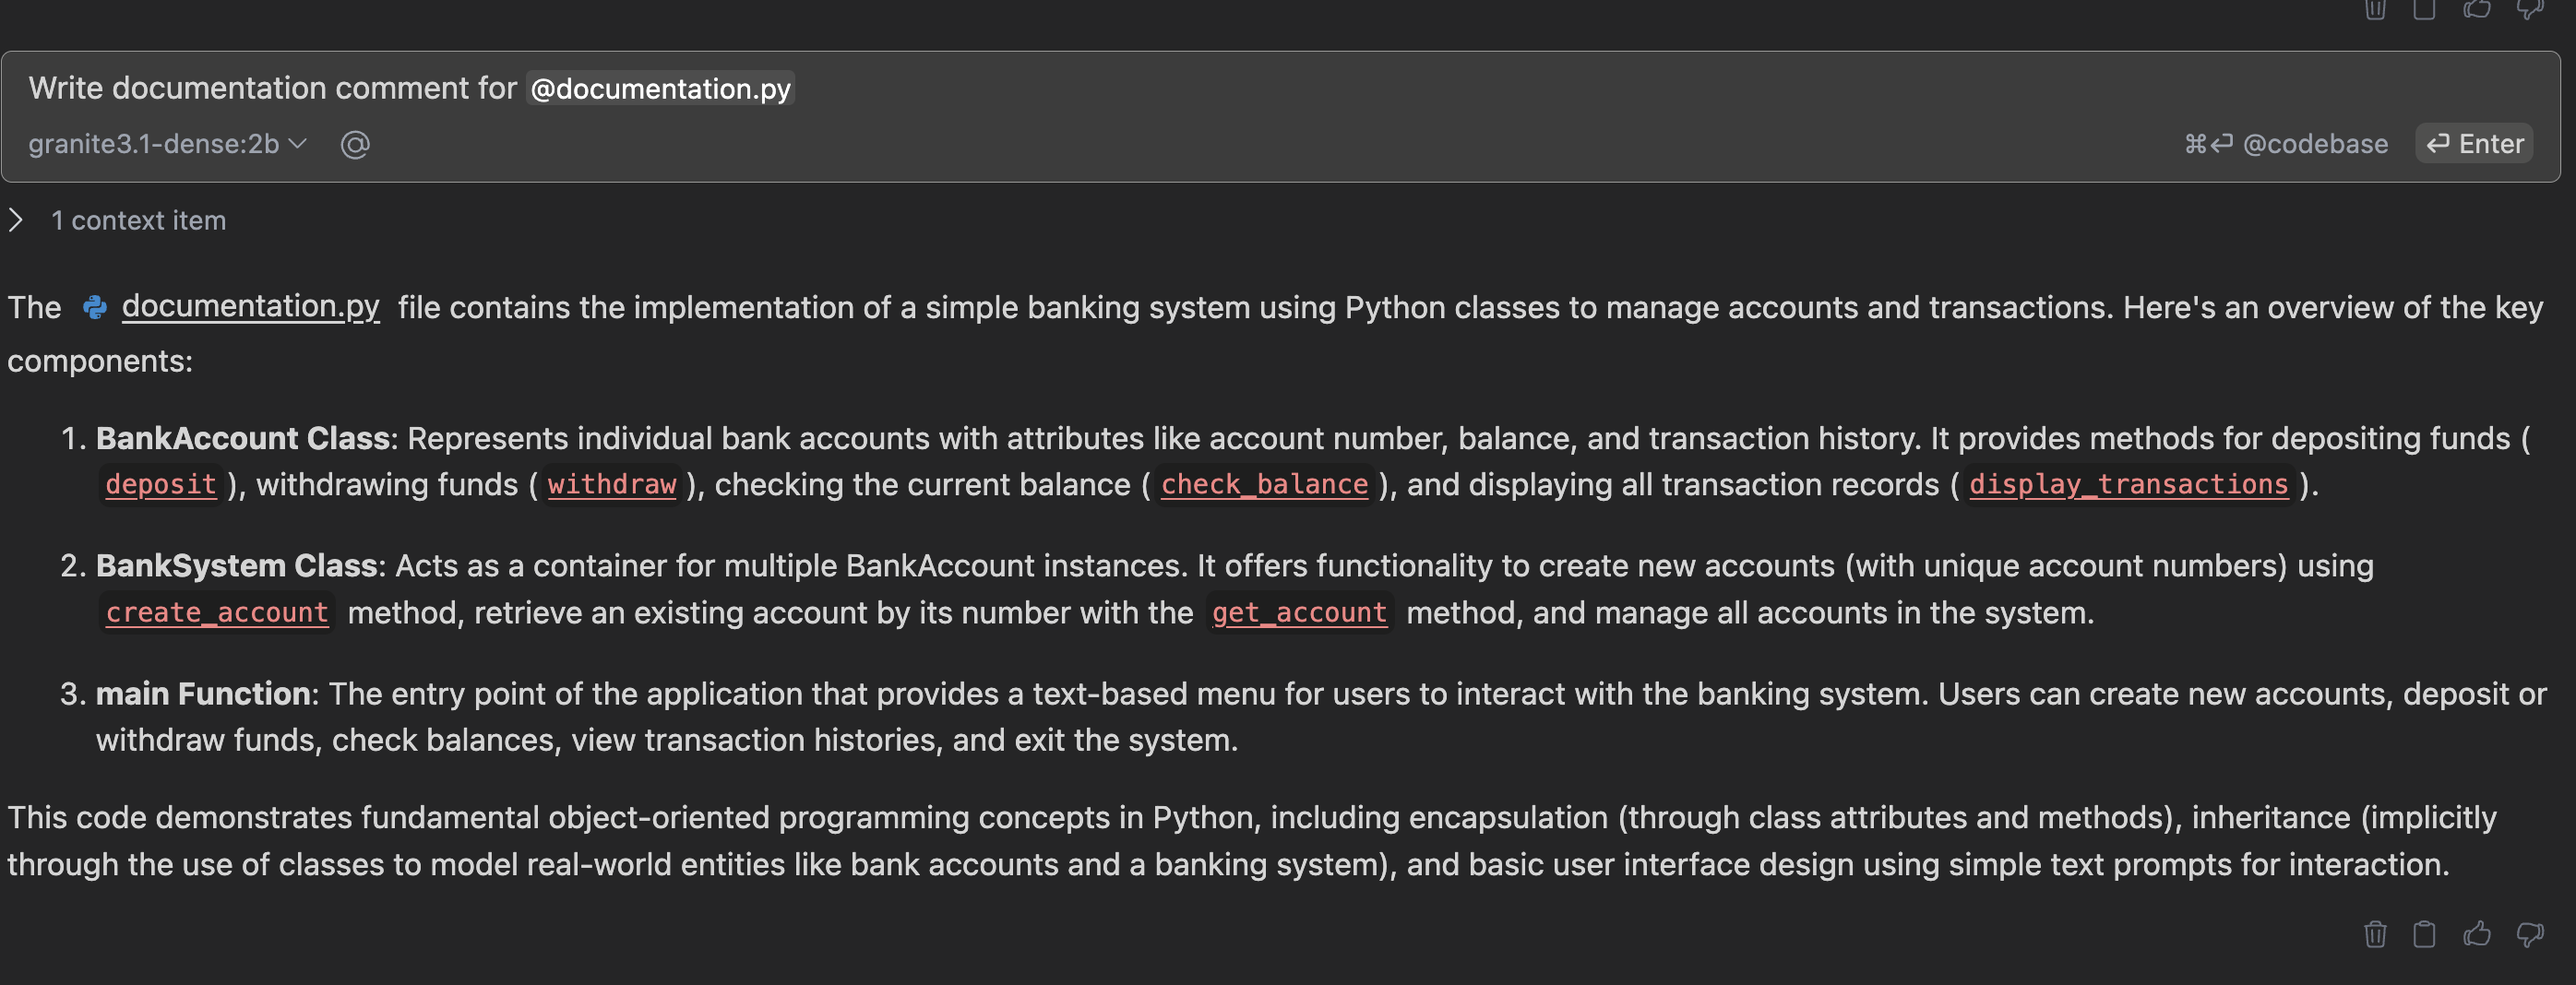 Write documentation comment for @documentation.py
granite3.1-dense:2b
⌘⏎ @codebase ⏎ Enter
1 context item
The documentation.py file contains the implementation of a simple banking system using Python classes to manage accounts and transactions. Here's an overview of the key
components:
1. BankAccount Class: Represents individual bank accounts with attributes like account number, balance, and transaction history. It provides methods for depositing funds (
deposit ), withdrawing funds ( withdraw ), checking the current balance ( check_balance ), and displaying all transaction records ( display_transactions ).
2. BankSystem Class: Acts as a container for multiple BankAccount instances. It offers functionality to create new accounts (with unique account numbers) using
create_account method, retrieve an existing account by its number with the get_account method, and manage all accounts in the system.
3. main Function: The entry point of the application that provides a text-based menu for users to interact with the banking system. Users can create new accounts, deposit or
withdraw funds, check balances, view transaction histories, and exit the system.
This code demonstrates fundamental object-oriented programming concepts in Python, including encapsulation (through class attributes and methods), inheritance (implicitly
through the use of classes to model real-world entities like bank accounts and a banking system), and basic user interface design using simple text prompts for interaction.